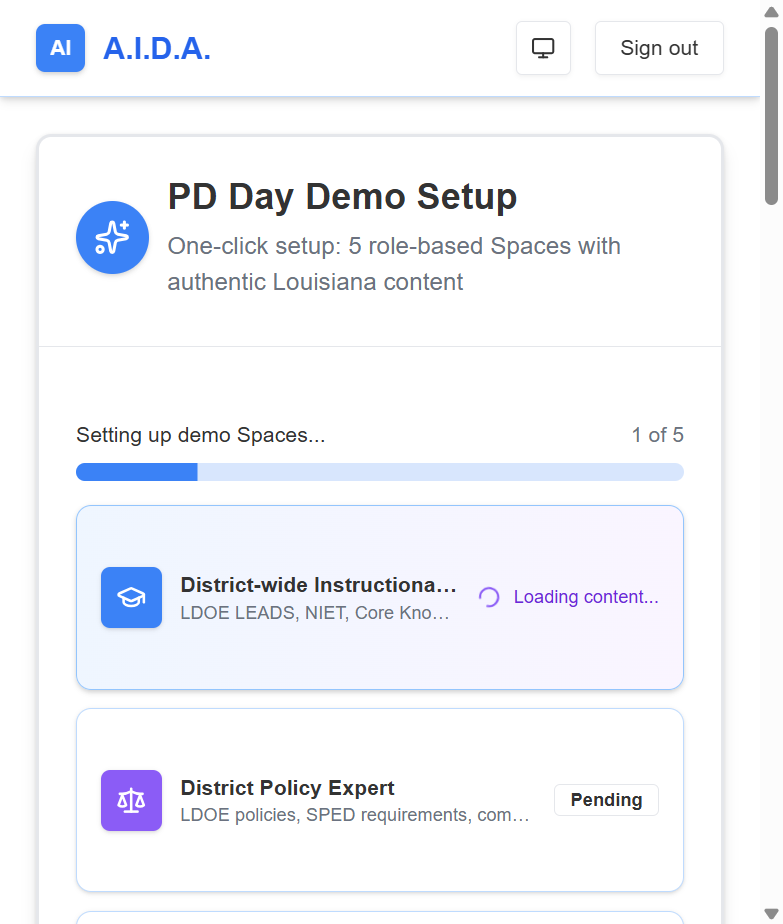 AI A.I.D.A. Sign out
PD Day Demo Setup
One-click setup: 5 role-based Spaces with
authentic Louisiana content
Setting up demo Spaces... 1 of 5
District-wide Instructiona...
LDOE LEADS, NIET, Core Kno...
Loading content...
District Policy Expert
LDOE policies, SPED requirements, com...
Pending